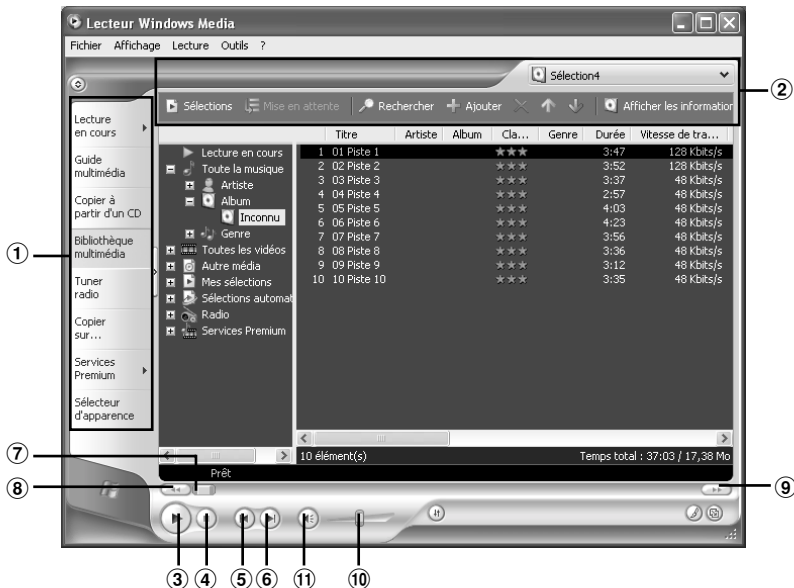 Lecteur Windows Media
Fichier Affichage Lecture Outils ?
Sélection4
②
Sélections Mise en attente Rechercher Ajouter Afficher les information
Lecture
en cours
Guide
multimédia
Copier à
partir d'un CD
①
Bibliothèque
multimédia
Tuner
radio
Copier
sur...
Services
Premium
Sélecteur
d'apparence
Lecture en cours
Toute la musique
Artiste
Album
Inconnu
Genre
Toutes les vidéos
Autre média
Mes sélections
Sélections automat
Radio
Services Premium
Titre Artiste Album Cla... Genre Durée Vitesse de tra...
1 01 Piste 1 ★★★ 3:47 128 Kbits/s
2 02 Piste 2 ★★★ 3:52 128 Kbits/s
3 03 Piste 3 ★★★ 3:37 48 Kbits/s
4 04 Piste 4 ★★★ 2:57 48 Kbits/s
5 05 Piste 5 ★★★ 4:03 48 Kbits/s
6 06 Piste 6 ★★★ 4:23 48 Kbits/s
7 07 Piste 7 ★★★ 3:56 48 Kbits/s
8 08 Piste 8 ★★★ 3:36 48 Kbits/s
9 09 Piste 9 ★★★ 3:12 48 Kbits/s
10 10 Piste 10 ★★★ 3:35 48 Kbits/s
10 élément(s) Temps total : 37:03 / 17,38 Mo
Prêt
⑦
⑧
⑨
③ ④ ⑤ ⑥ ⑪ ⑩